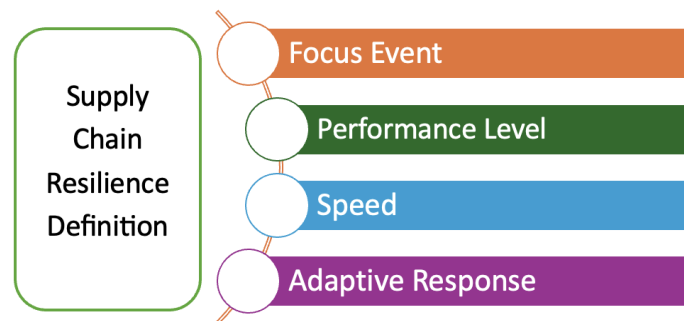 Supply
Chain
Resilience
Definition
Focus Event
Performance Level
Speed
Adaptive Response